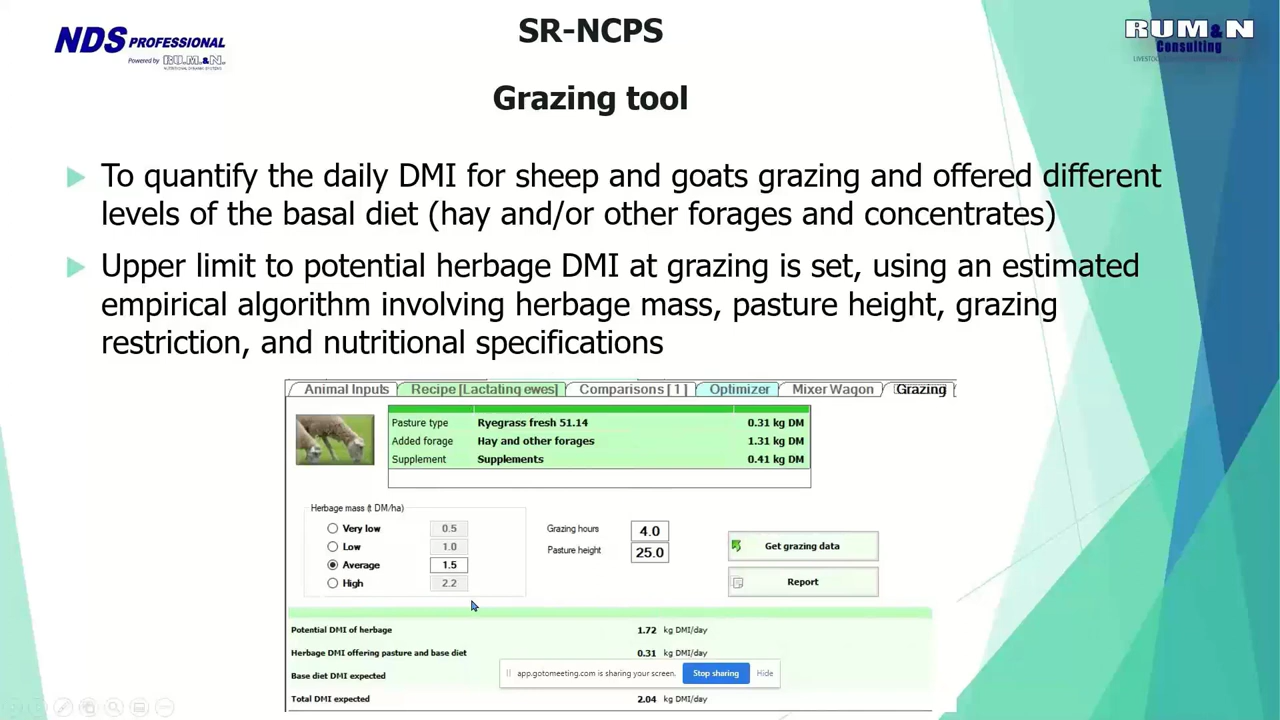 SR-NCPS
NDS PROFESSIONAL
Powered by RU.M.&N.
RUM&N
Consulting
Grazing tool
To quantify the daily DMI for sheep and goats grazing and offered different
levels of the basal diet (hay and/or other forages and concentrates)
Upper limit to potential herbage DMI at grazing is set, using an estimated
empirical algorithm involving herbage mass, pasture height, grazing
restriction, and nutritional specifications
Animal Inputs Recipe [Lactating ewes] Comparisons [ 1 ] Optimizer Mixer Wagon Grazing
Pasture type Ryegrass fresh 51.14 0.31 kg DM
Added forage Hay and other forages 1.31 kg DM
Supplement Supplements 0.41 kg DM
Herbage mass (t DM/ha)
Very low 0.5
Low 1.0
Average 1.5
High 2.2
Grazing hours 4.0
Pasture height 25.0
Get grazing data
Report
Potential DMI of herbage 1.72 kg DMI/day
Herbage DMI offering pasture and base diet 0.31 kg DMI/day
Base diet DMI expected
app.gotomeeting.com is sharing your screen. Stop sharing Hide
Total DMI expected 2.04 kg DMI/day